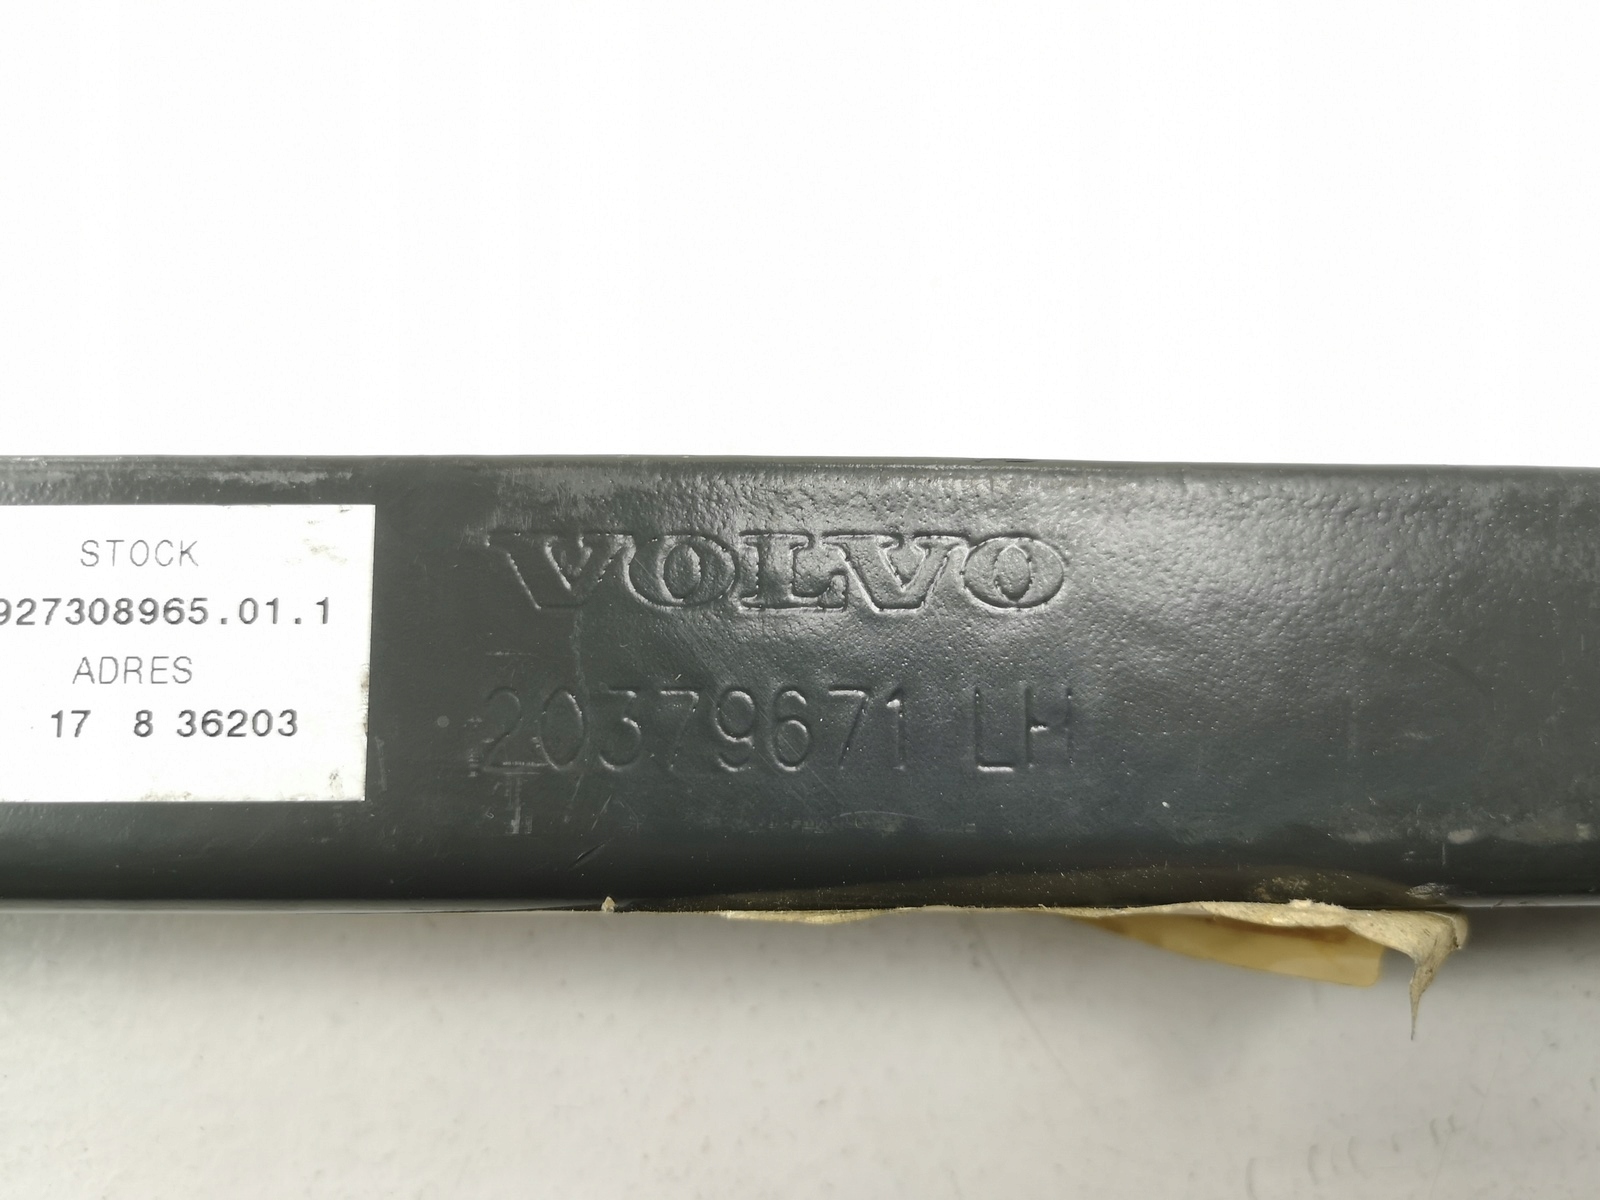 STOCK
927308965.01.1
ADRES
17 8 36203
VOLVO
20379671 LH